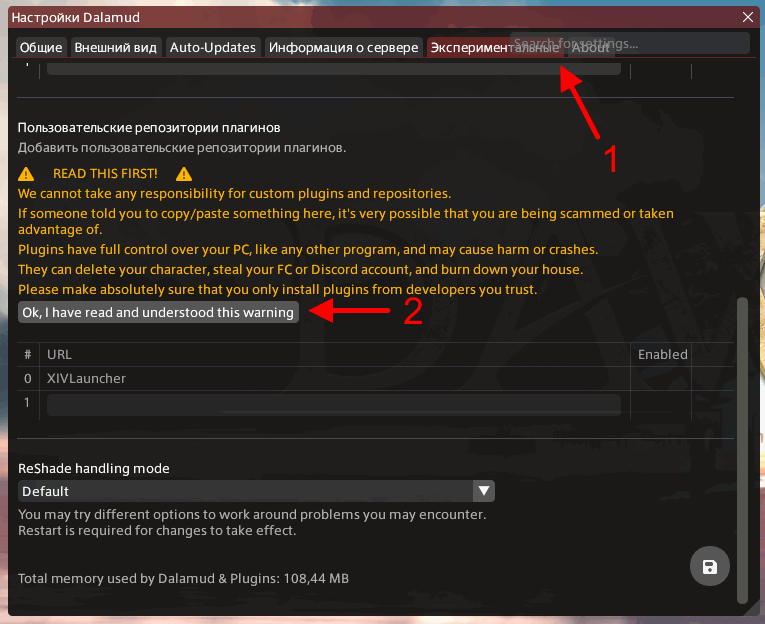 Настройки Dalamud
Общие Внешний вид Auto-Updates Информация о сервере Экспериментальные Search for settings... About
1
Пользовательские репозитории плагинов
Добавить пользовательские репозитории плагинов.
READ THIS FIRST!
We cannot take any responsibility for custom plugins and repositories.
If someone told you to copy/paste something here, it's very possible that you are being scammed or taken
advantage of.
Plugins have full control over your PC, like any other program, and may cause harm or crashes.
They can delete your character, steal your FC or Discord account, and burn down your house.
Please make absolutely sure that you only install plugins from developers you trust.
Ok, I have read and understood this warning
2
# URL Enabled
0 XIVLauncher
1
ReShade handling mode
Default
You may try different options to work around problems you may encounter.
Restart is required for changes to take effect.
Total memory used by Dalamud & Plugins: 108,44 MB